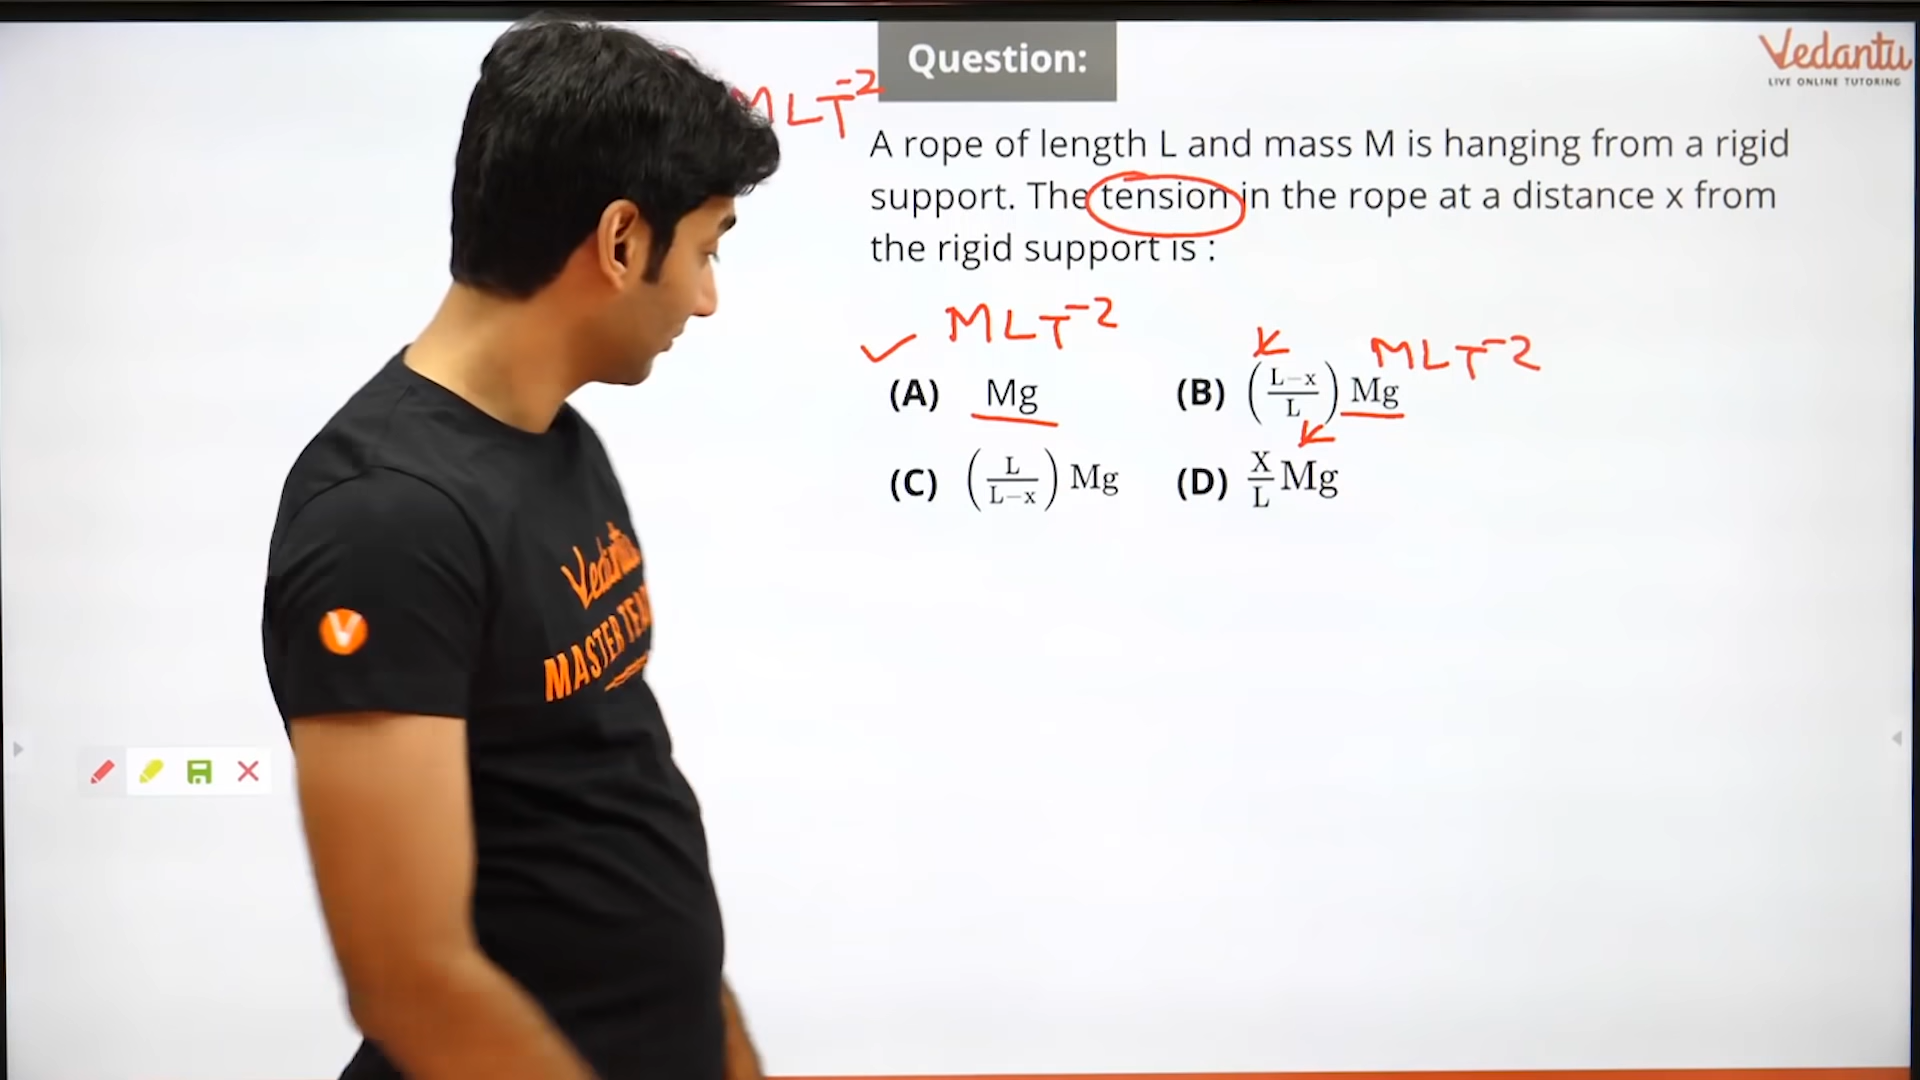 Question:
Vedantu
LIVE ONLINE TUTORING
MLT⁻²
A rope of length L and mass M is hanging from a rigid
support. The tension in the rope at a distance x from
the rigid support is :
MLT⁻²
MLT⁻²
(A) Mg
(B) (L−x/L) Mg
(C) (L/L−x) Mg
(D) X/L Mg
Vedantu
MASTER
V